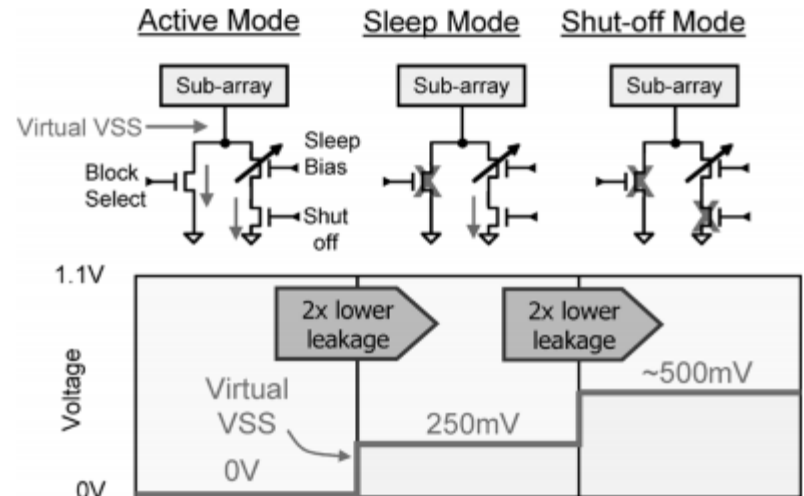 Active Mode
Sleep Mode
Shut-off Mode
Sub-array
Sub-array
Sub-array
Virtual VSS
Sleep
Bias
Block
Select
Shut
off
1.1V
2x lower
leakage
2x lower
leakage
~500mV
Virtual
VSS
250mV
Voltage
0V
0V